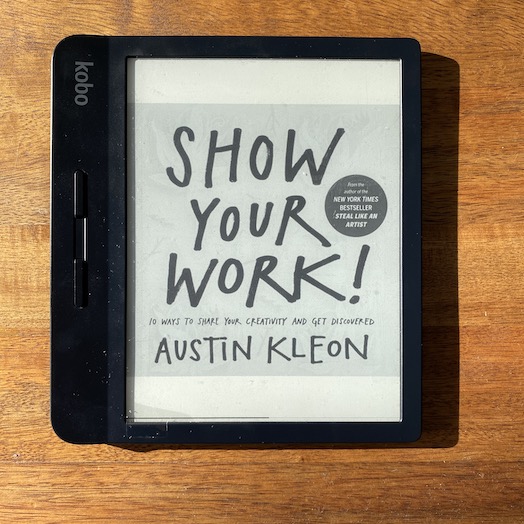 kobo
SHOW
YOUR
WORK!
From the
author of the
NEW YORK TIMES
BESTSELLER
STEAL LIKE AN
ARTIST
10 WAYS TO SHARE YOUR CREATIVITY AND GET DISCOVERED
AUSTIN KLEON